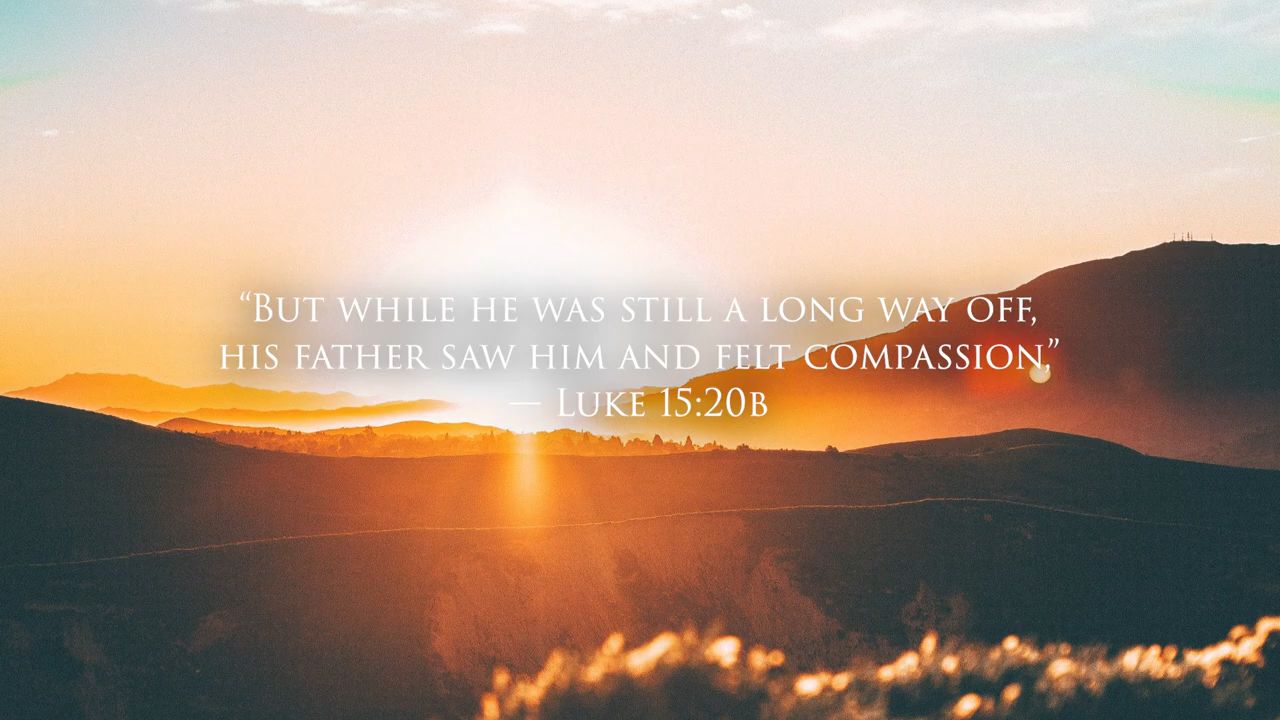 “But while he was still a long way off,
his father saw him and felt compassion,”
— Luke 15:20b